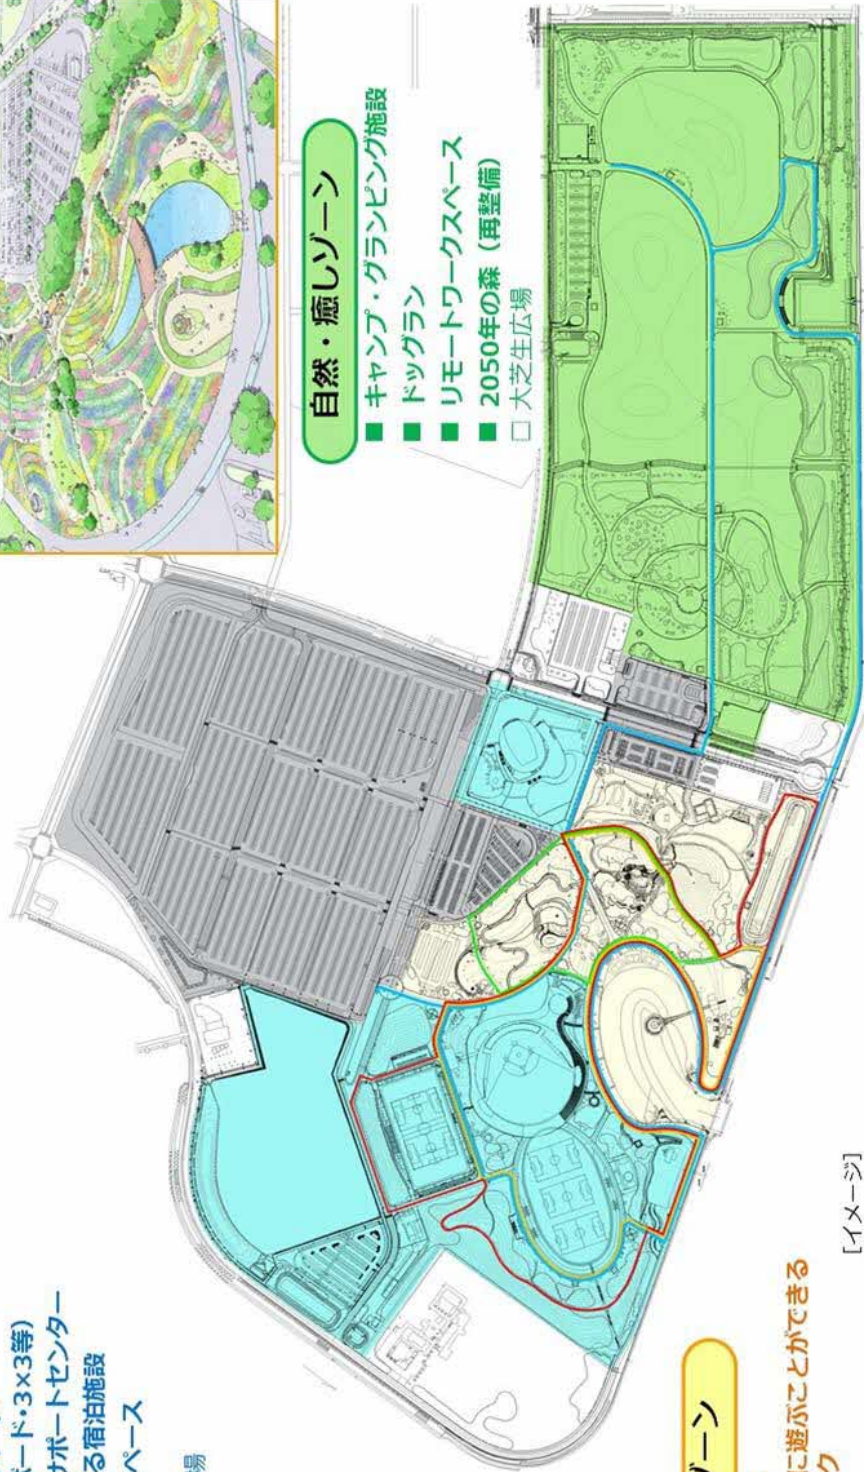 ード・3×3等)
サポートセンター
る宿泊施設
ペース
場
自然・癒しゾーン
■ キャンプ・グランピング施設
■ ドッグラン
■ リモートワークスペース
■ 2050年の森（再整備）
□ 大芝生広場
ゾーン
に遊ぶことができる
ク
[イメージ]